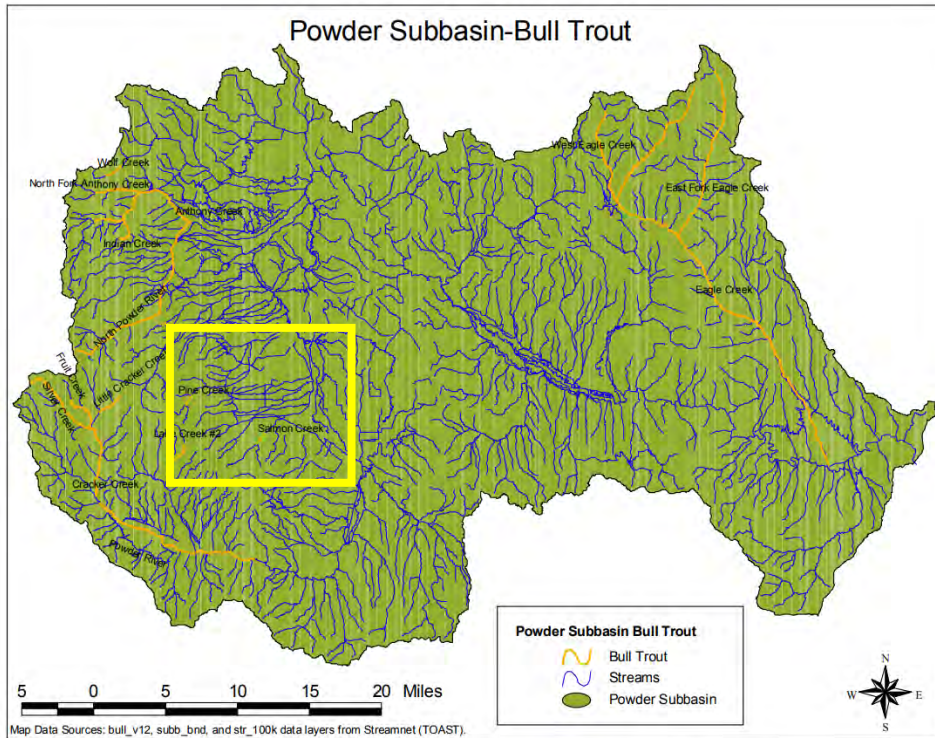 Powder Subbasin-Bull Trout
Wolf Creek
West Eagle Creek
North Fork Anthony Creek
East Fork Eagle Creek
Anthony Creek
Indian Creek
Eagle Creek
North Powder River
Fruit Creek
Little Cracker Creek
Silver Creek
Pine Creek
Salmon Creek
Lake Creek #2
Cracker Creek
Powder River
Powder Subbasin Bull Trout
Bull Trout
Streams
Powder Subbasin
5 0 5 10 15 20 Miles
N
W E
S
Map Data Sources: bull_v12, subb_bnd, and str_100k data layers from Streamnet (TOAST).